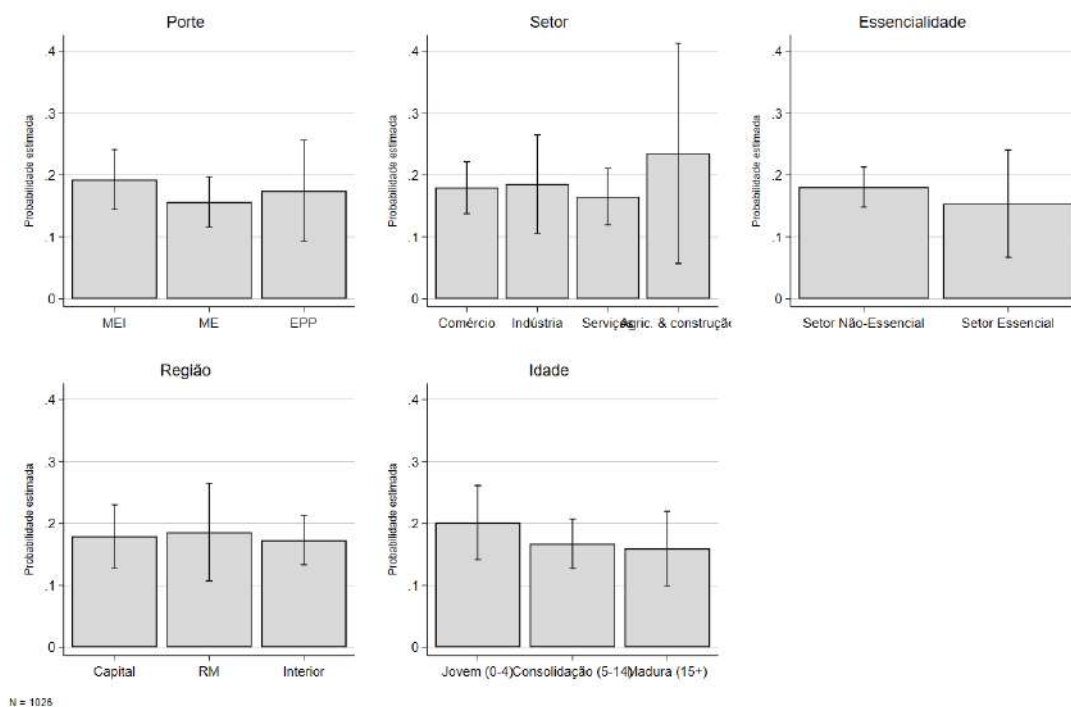 Porte
Probabilidade estimada
.4
.3
.2
.1
0
MEI ME EPP
Setor
Probabilidade estimada
.4
.3
.2
.1
0
Comércio Indústria Serviços Agric. & construção
Essencialidade
Probabilidade estimada
.4
.3
.2
.1
0
Setor Não-Essencial Setor Essencial
Região
Probabilidade estimada
.4
.3
.2
.1
0
Capital RM Interior
Idade
Probabilidade estimada
.4
.3
.2
.1
0
Jovem (0-4) Consolidação (5-14) Madura (15+)
N = 1026